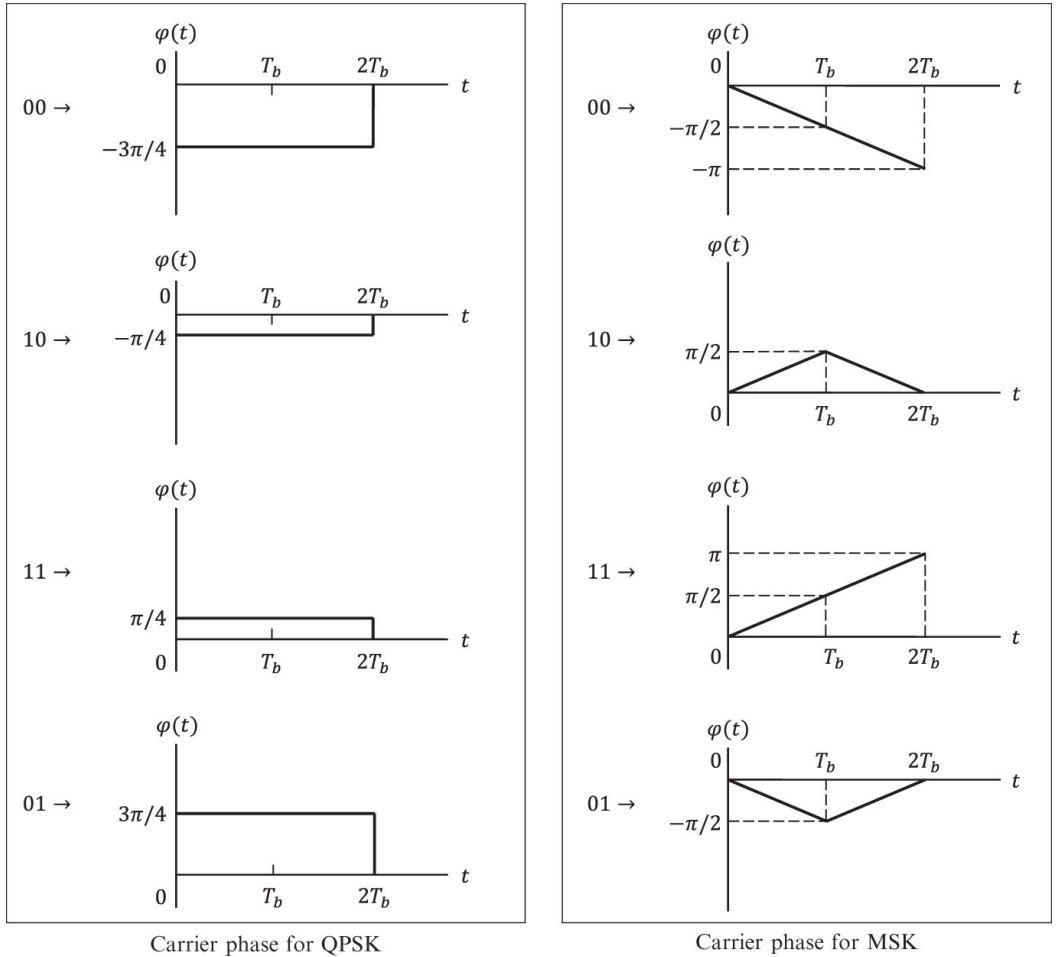 φ(t)
0 T_b 2T_b t
00 →
−3π/4
φ(t)
0 T_b 2T_b t
10 → −π/4
φ(t)
11 →
π/4
0 T_b 2T_b t
φ(t)
01 → 3π/4
0 T_b 2T_b t
Carrier phase for QPSK
φ(t)
0 T_b 2T_b t
00 →
−π/2
−π
φ(t)
10 → π/2
0 T_b 2T_b t
φ(t)
π
11 →
π/2
0 T_b 2T_b t
φ(t)
0 T_b 2T_b t
01 →
−π/2
Carrier phase for MSK